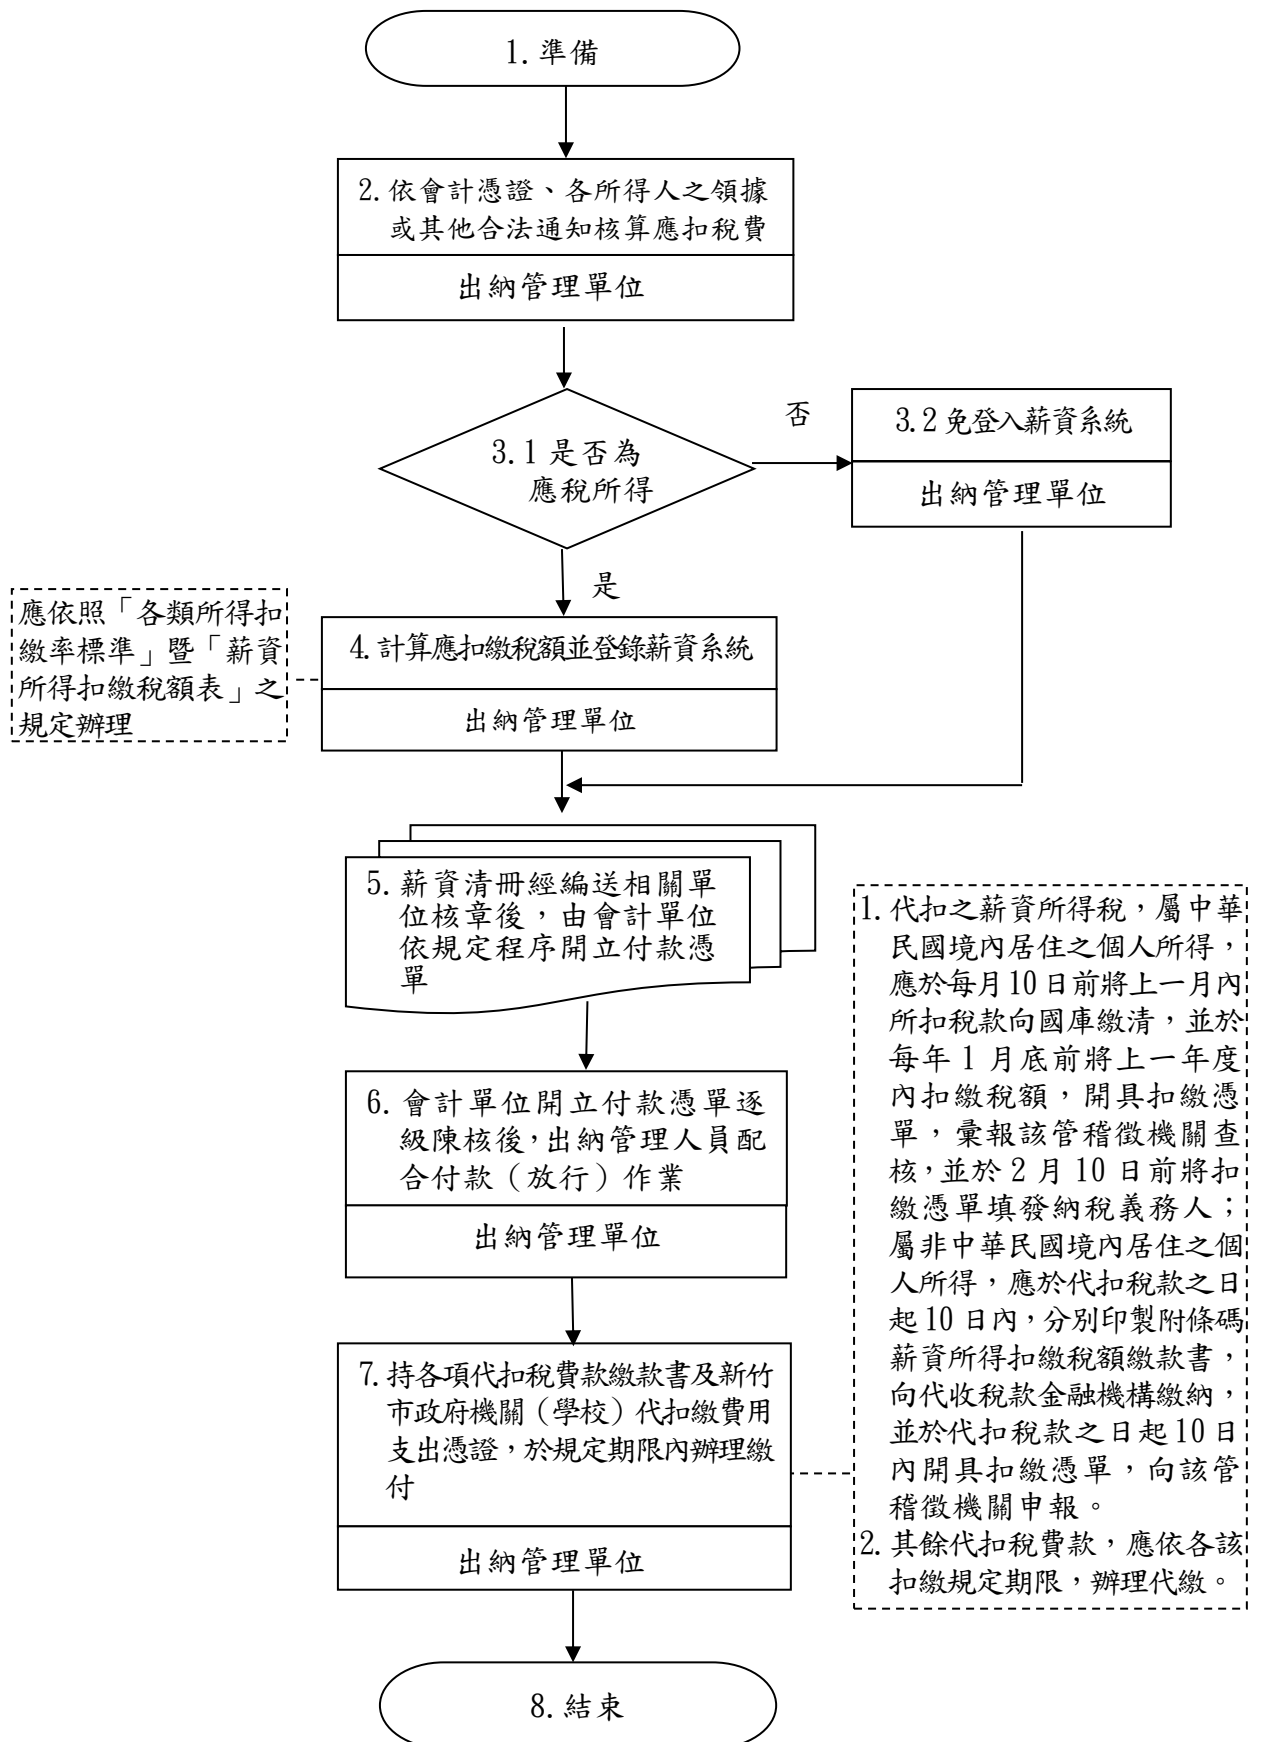 1. 準備
2. 依會計憑證、各所得人之領據
或其他合法通知核算應扣稅費
出納管理單位
3.1 是否為
應稅所得
否
3.2 免登入薪資系統
出納管理單位
是
應依照「各類所得扣
繳率標準」暨「薪資
所得扣繳稅額表」之
規定辦理
4. 計算應扣繳稅額並登錄薪資系統
出納管理單位
5. 薪資清冊經編送相關單
位核章後，由會計單位
依規定程序開立付款憑
單
6. 會計單位開立付款憑單逐
級陳核後，出納管理人員配
合付款（放行）作業
出納管理單位
7. 持各項代扣稅費款繳款書及新竹
市政府機關（學校）代扣繳費用
支出憑證，於規定期限內辦理繳
付
出納管理單位
1. 代扣之薪資所得稅，屬中華
民國境內居住之個人所得，
應於每月 10 日前將上一月內
所扣稅款向國庫繳清，並於
每年 1 月底前將上一年度
內扣繳稅額，開具扣繳憑
單，彙報該管稽徵機關查
核，並於 2 月 10 日前將扣
繳憑單填發納稅義務人；
屬非中華民國境內居住之個
人所得，應於代扣稅款之日
起 10 日內，分別印製附條碼
薪資所得扣繳稅額繳款書，
向代收稅款金融機構繳納，
並於代扣稅款之日起 10 日
內開具扣繳憑單，向該管
稽徵機關申報。
2. 其餘代扣稅費款，應依各該
扣繳規定期限，辦理代繳。
8. 結束